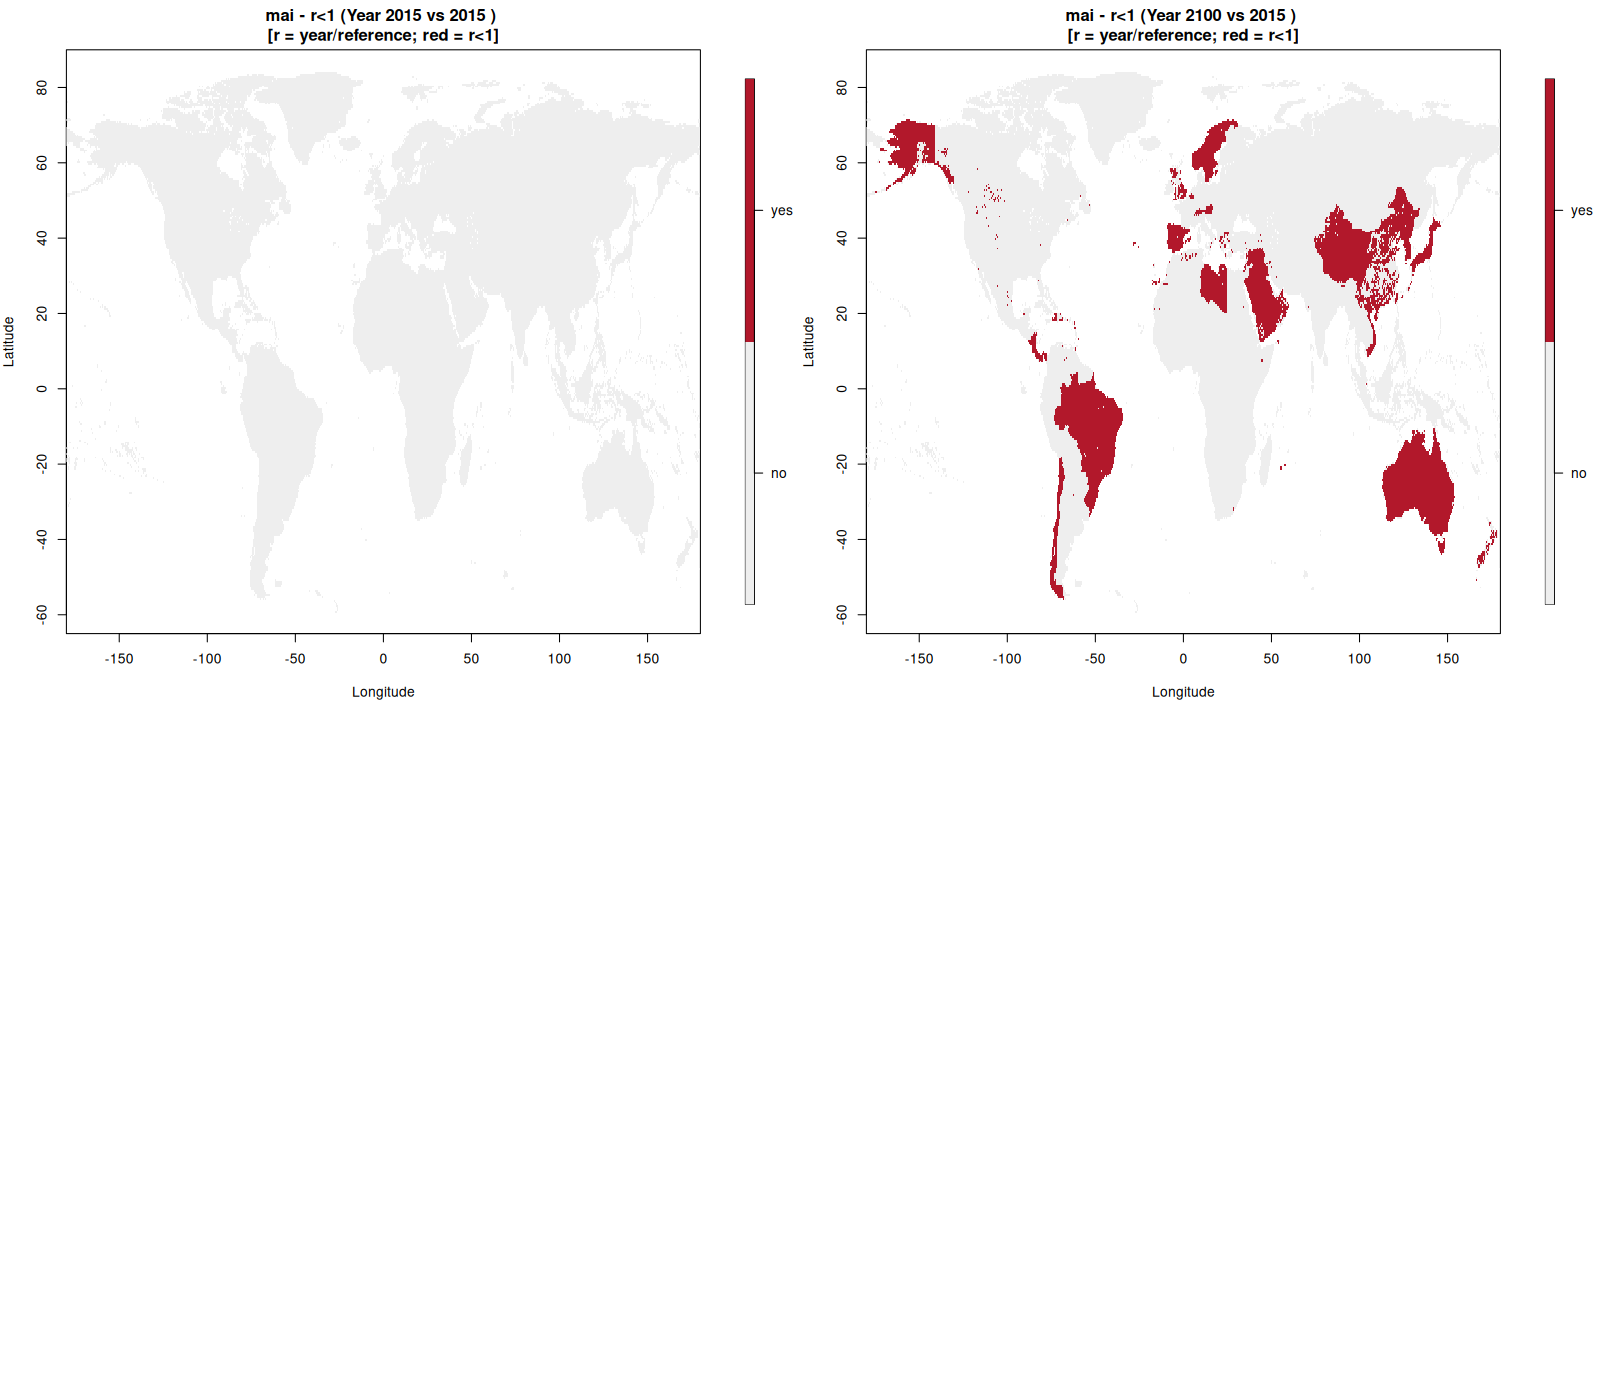 mai - r<1 (Year 2015 vs 2015 )
[r = year/reference; red = r<1]
80
60
40
20
0
-20
-40
-60
Latitude
-150
-100
-50
0
50
100
150
Longitude
yes
no
mai - r<1 (Year 2100 vs 2015 )
[r = year/reference; red = r<1]
80
60
40
20
0
-20
-40
-60
Latitude
-150
-100
-50
0
50
100
150
Longitude
yes
no